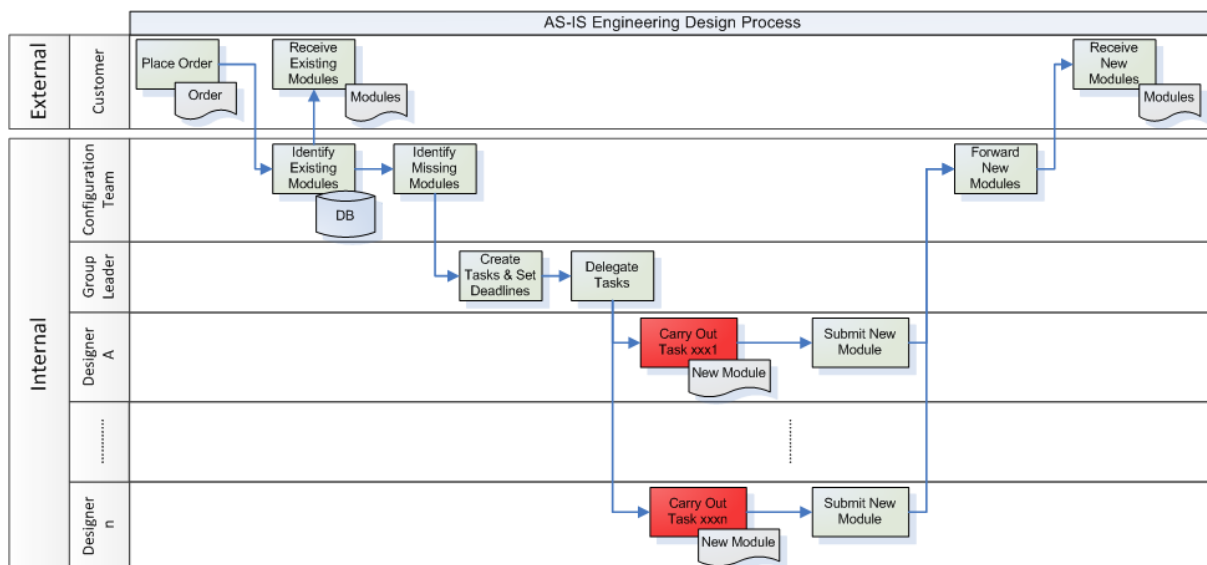 AS-IS Engineering Design Process
External
Customer
Place Order
Order
Receive
Existing
Modules
Modules
Receive
New
Modules
Modules
Internal
Configuration
Team
Identify
Existing
Modules
DB
Identify
Missing
Modules
Forward
New
Modules
Group
Leader
Create
Tasks & Set
Deadlines
Delegate
Tasks
Designer
A
Carry Out
Task xxx1
New Module
Submit New
Module
Designer
n
Carry Out
Task xxxn
New Module
Submit New
Module